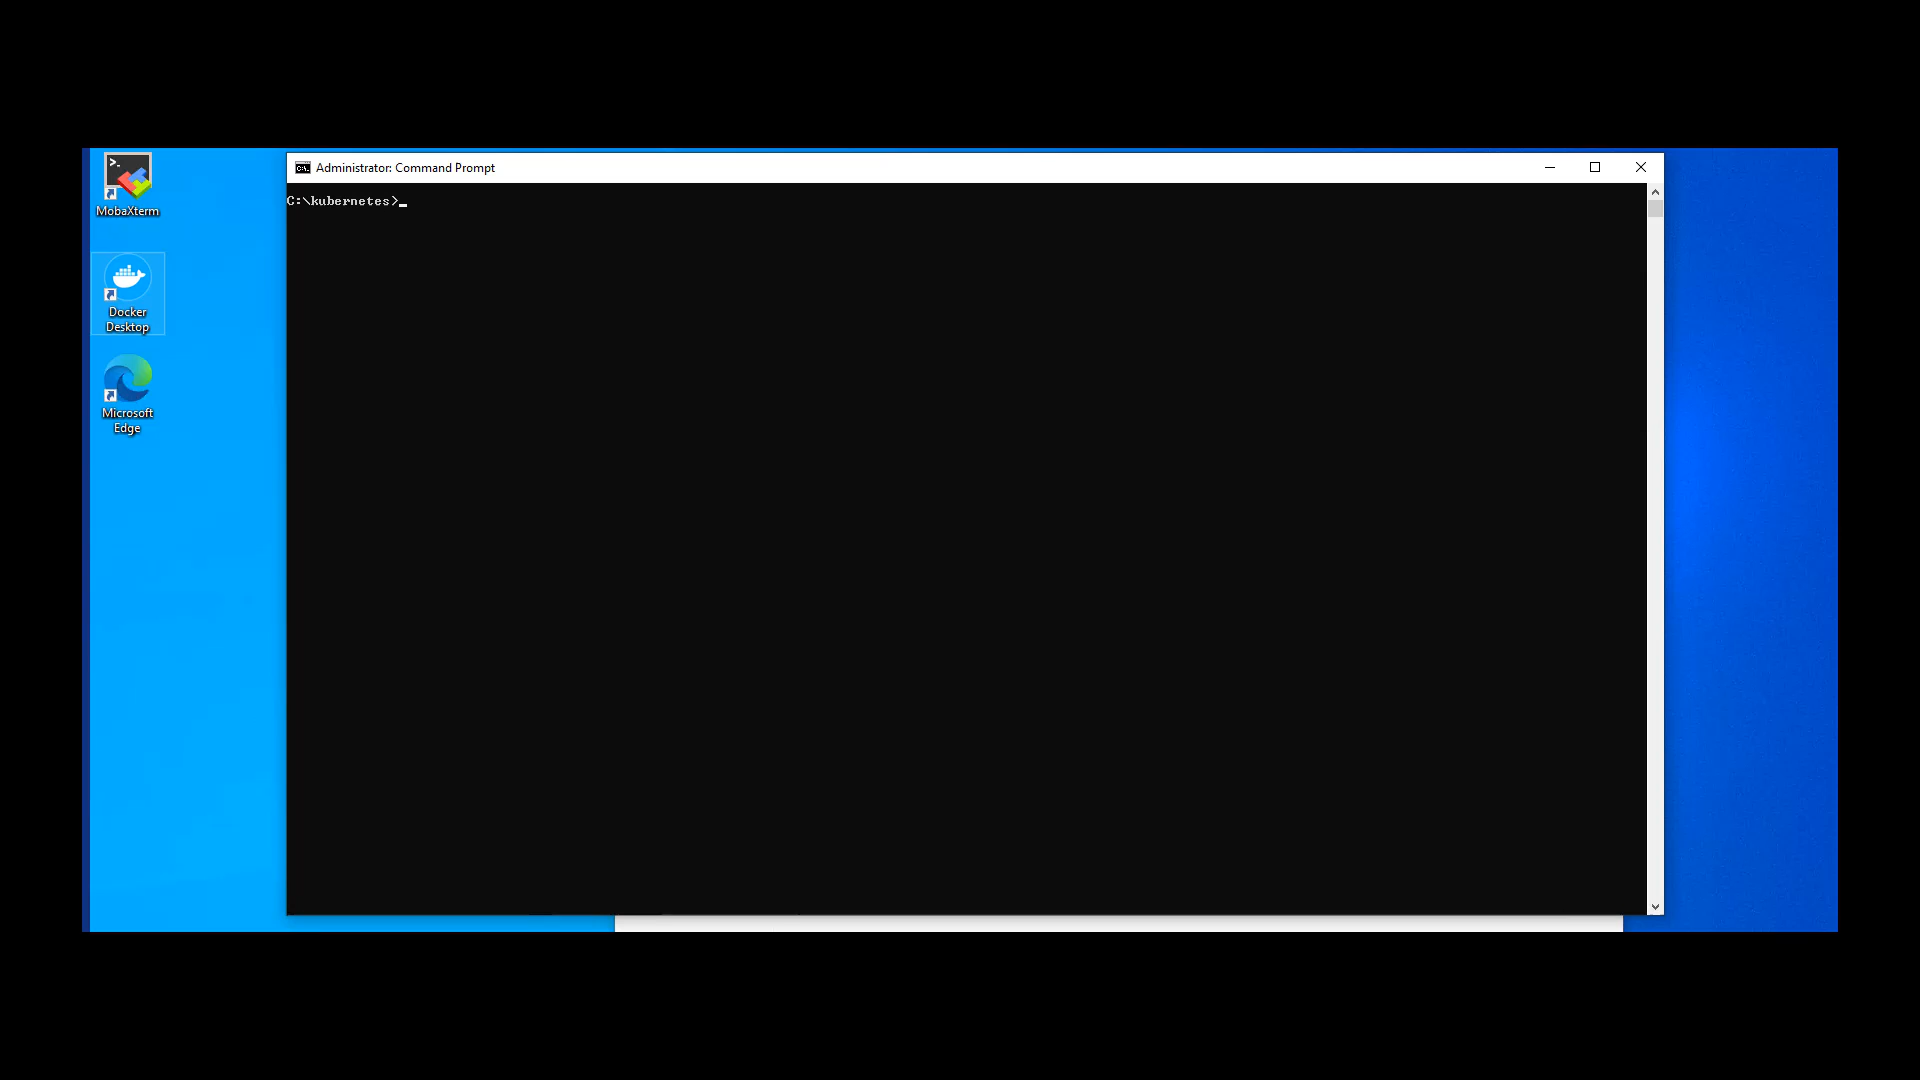 MobaXterm
Docker
Desktop
Microsoft
Edge
Administrator: Command Prompt
C:\kubernetes>